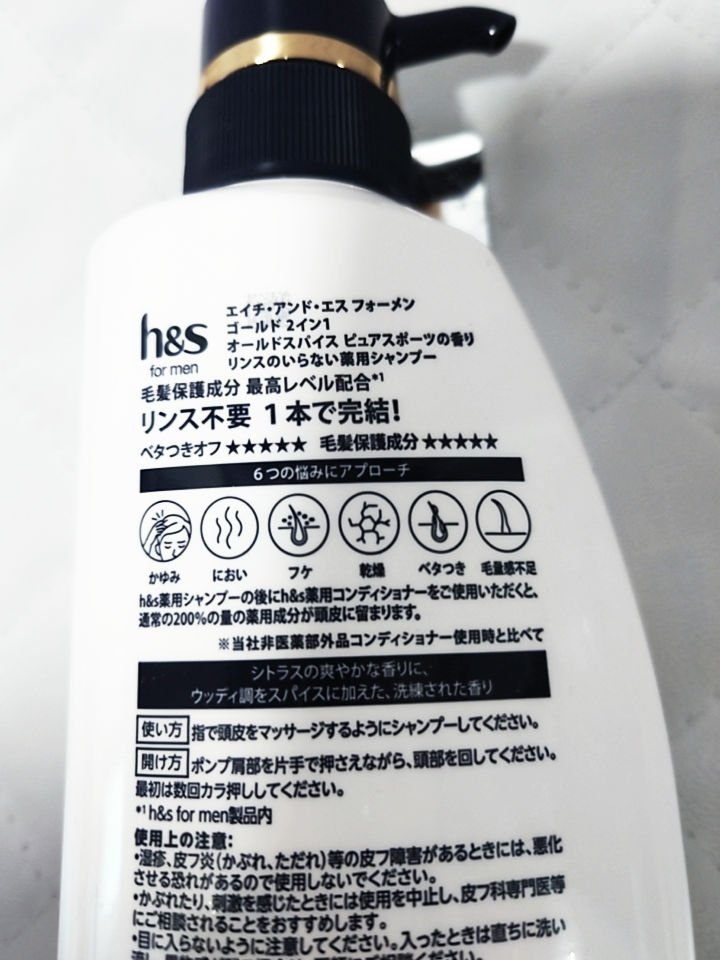 h&s
for men
エイチ・アンド・エス フォーメン
ゴールド 2イン1
オールドスパイス ピュアスポーツの香り
リンスのいらない薬用シャンプー
毛髪保護成分 最高レベル配合*1
リンス不要 1本で完結!
ベタつきオフ ★★★★★ 毛髪保護成分 ★★★★★
6つの悩みにアプローチ
かゆみ におい フケ 乾燥 ベタつき 毛量感不足
h&s薬用シャンプーの後にh&s薬用コンディショナーをご使用いただくと、
通常の200%の量の薬用成分が頭皮に留まります。
※当社非医薬部外品コンディショナー使用時と比べて
シトラスの爽やかな香りに、
ウッディ調をスパイスに加えた、洗練された香り
使い方 指で頭皮をマッサージするようにシャンプーしてください。
開け方 ポンプ肩部を片手で押さえながら、頭部を回してください。
最初は数回カラ押ししてください。
*1 h&s for men製品内
使用上の注意:
•湿疹、皮フ炎(かぶれ、ただれ)等の皮フ障害があるときには、悪化
させる恐れがあるので使用しないでください。
•かぶれたり、刺激を感じたときには使用を中止し、皮フ科専門医等
にご相談されることをおすすめします。
•目に入らないように注意してください。入ったときは直ちに洗い